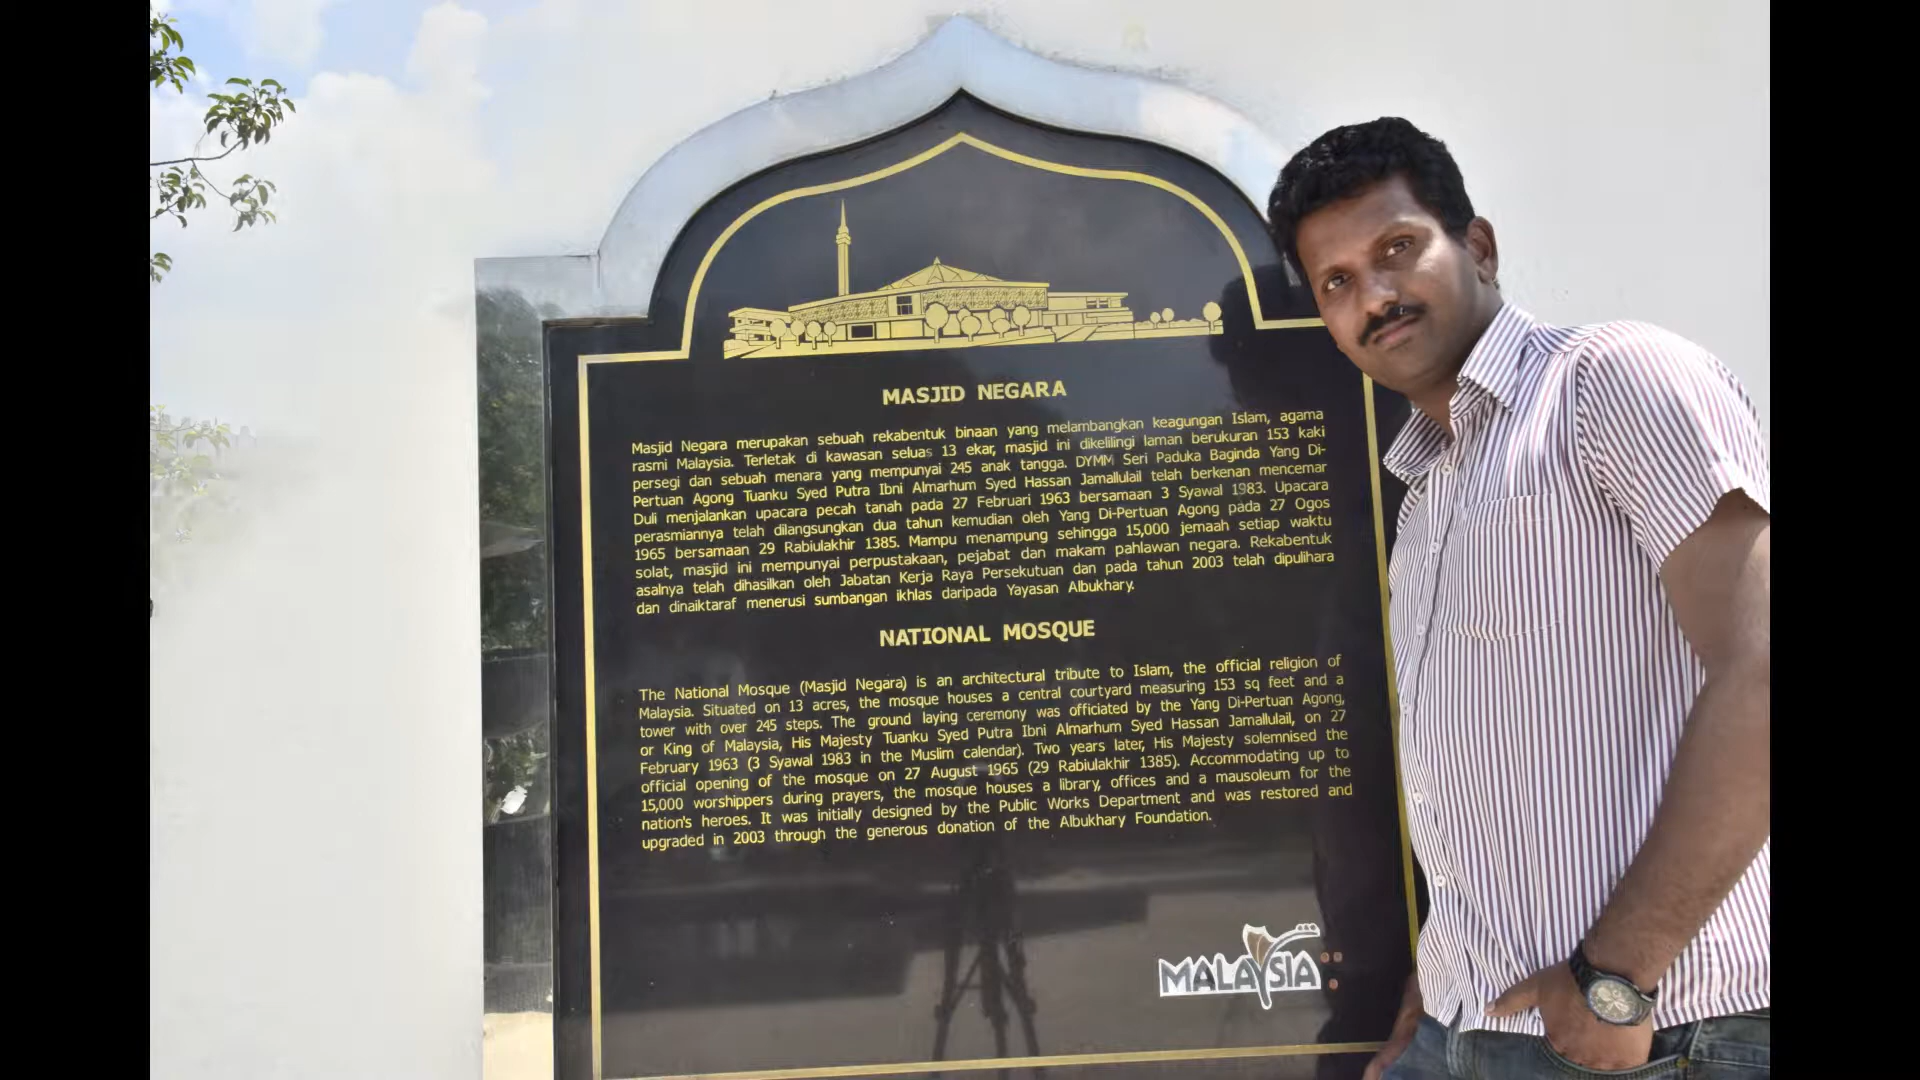 MASJID NEGARA
Masjid Negara merupakan sebuah rekabentuk binaan yang melambangkan keagungan Islam, agama
rasmi Malaysia. Terletak di kawasan seluas 13 ekar, masjid ini dikelilingi laman berukuran 153 kaki
persegi dan sebuah menara yang mempunyai 245 anak tangga. DYMM Seri Paduka Baginda Yang Di-
Pertuan Agong Tuanku Syed Putra Ibni Almarhum Syed Hassan Jamallulail telah berkenan mencemar
Duli menjalankan upacara pecah tanah pada 27 Februari 1963 bersamaan 3 Syawal 1983. Upacara
perasmiannya telah dilangsungkan dua tahun kemudian oleh Yang Di-Pertuan Agong pada 27 Ogos
1965 bersamaan 29 Rabiulakhir 1385. Mampu menampung sehingga 15,000 jemaah setiap waktu
solat, masjid ini mempunyai perpustakaan, pejabat dan makam pahlawan negara. Rekabentuk
asalnya telah dihasilkan oleh Jabatan Kerja Raya Persekutuan dan pada tahun 2003 telah dipulihara
dan dinaiktaraf menerusi sumbangan ikhlas daripada Yayasan Albukhary.
NATIONAL MOSQUE
The National Mosque (Masjid Negara) is an architectural tribute to Islam, the official religion of
Malaysia. Situated on 13 acres, the mosque houses a central courtyard measuring 153 sq feet and a
tower with over 245 steps. The ground laying ceremony was officiated by the Yang Di-Pertuan Agong,
or King of Malaysia, His Majesty Tuanku Syed Putra Ibni Almarhum Syed Hassan Jamallulail, on 27
February 1963 (3 Syawal 1983 in the Muslim calendar). Two years later, His Majesty solemnised the
official opening of the mosque on 27 August 1965 (29 Rabiulakhir 1385). Accommodating up to
15,000 worshippers during prayers, the mosque houses a library, offices and a mausoleum for the
nation's heroes. It was initially designed by the Public Works Department and was restored and
upgraded in 2003 through the generous donation of the Albukhary Foundation.
MALAYSIA